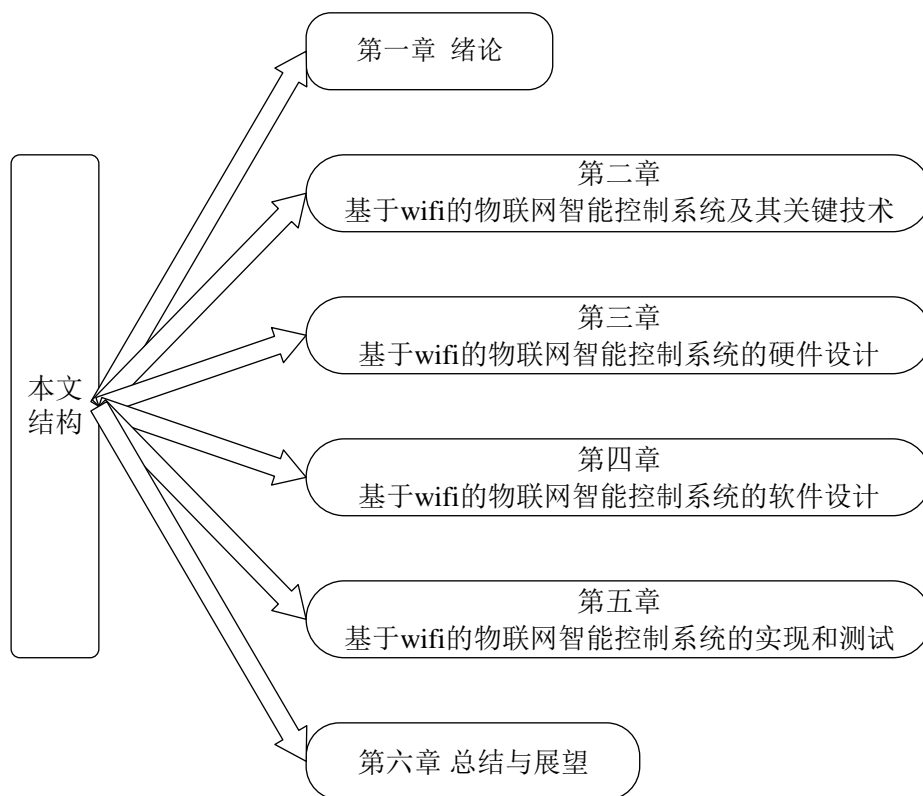 第一章 绪论
第二章
基于wifi的物联网智能控制系统及其关键技术
第三章
基于wifi的物联网智能控制系统的硬件设计
本文
结构
第四章
基于wifi的物联网智能控制系统的软件设计
第五章
基于wifi的物联网智能控制系统的实现和测试
第六章 总结与展望